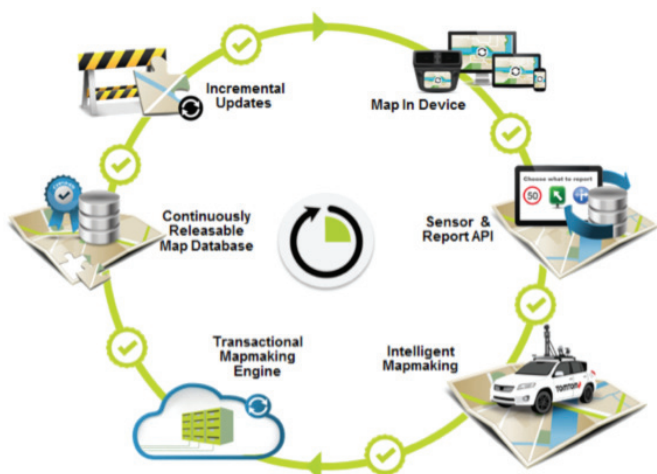 Incremental
Updates
Map In Device
Choose what to report
50
Sensor &
Report API
Continuously
Releasable
Map Database
Transactional
Mapmaking
Engine
Intelligent
Mapmaking
TOMTOM